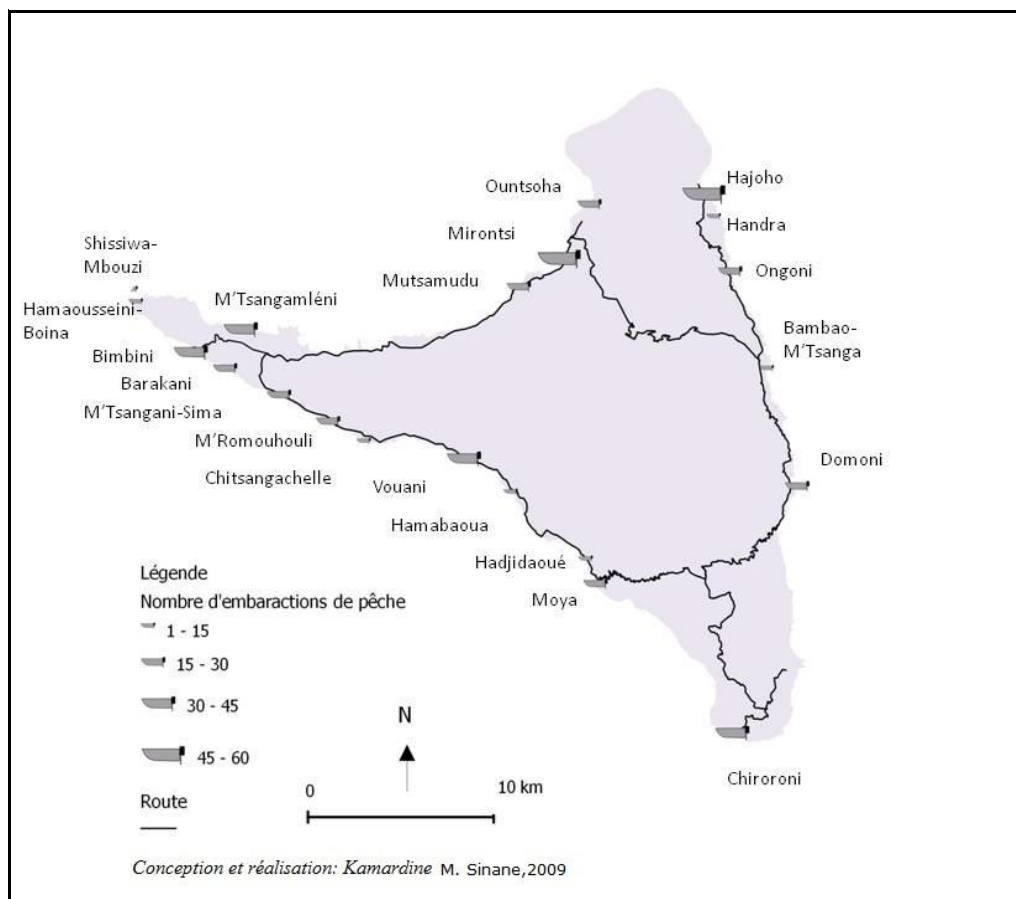 Ountsoha
Hajoho
Handra
Mirontsi
Shissiwa-
Mbouzi
Ongoni
Mutsamudu
M'Tsangamléni
Hamaousseini-
Boina
Bambao-
M'Tsanga
Bimbini
Barakani
M'Tsangani-Sima
M'Romouhouli
Domoni
Chitsangachelle
Vouani
Hamabaoua
Hadjidaoué
Moya
Légende
Nombre d'embaractions de pêche
1 - 15
15 - 30
30 - 45
45 - 60
Route
N
0
10 km
Chiroroni
Conception et réalisation: Kamardine M. Sinane,2009